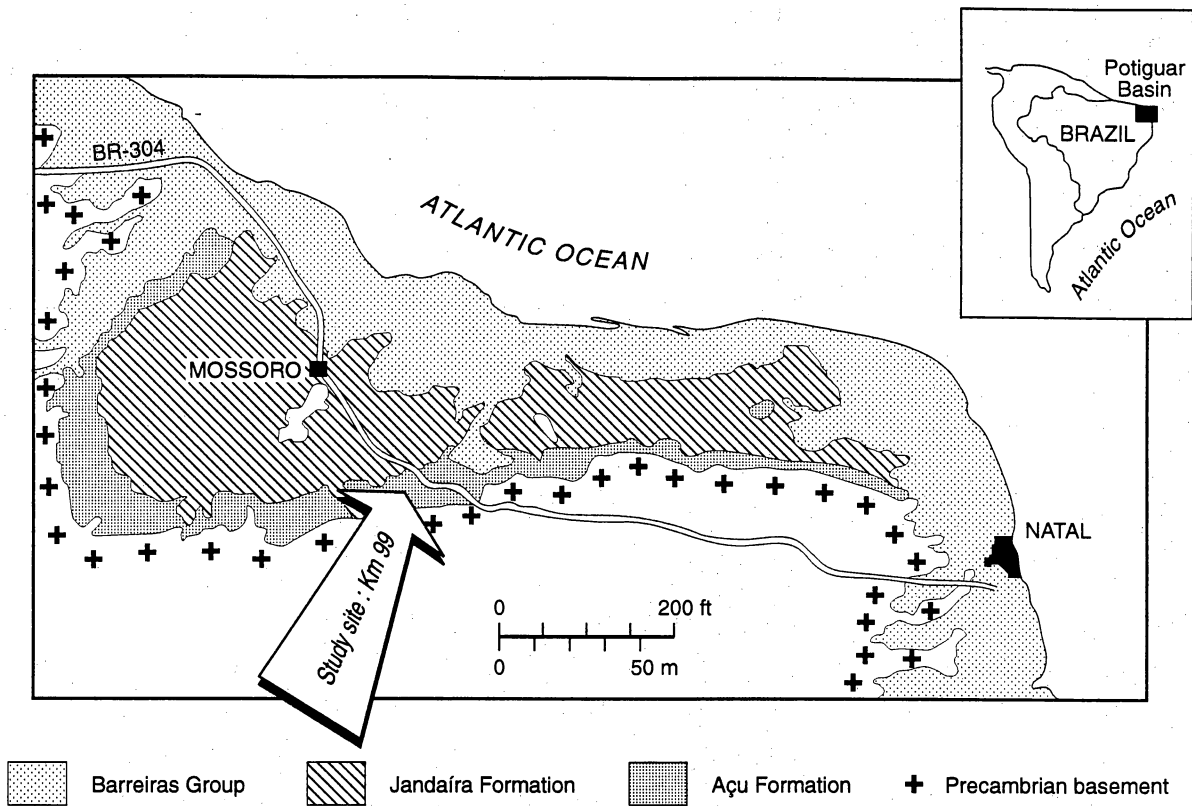 Potiguar
Basin
BRAZIL
Atlantic Ocean
BR-304
ATLANTIC OCEAN
MOSSORO
NATAL
Study site : Km 99
0 200 ft
0 50 m
Barreiras Group
Jandaíra Formation
Açu Formation
Precambrian basement